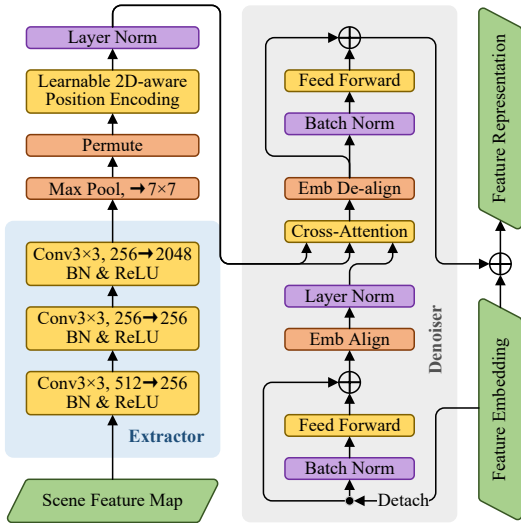 Layer Norm
Learnable 2D-aware
Position Encoding
Permute
Max Pool, →7×7
Conv3×3, 256→2048
BN & ReLU
Conv3×3, 256→256
BN & ReLU
Conv3×3, 512→256
BN & ReLU
Extractor
Scene Feature Map
Feed Forward
Batch Norm
Emb De-align
Cross-Attention
Layer Norm
Emb Align
Feed Forward
Batch Norm
Detach
Denoiser
Feature Representation
Feature Embedding